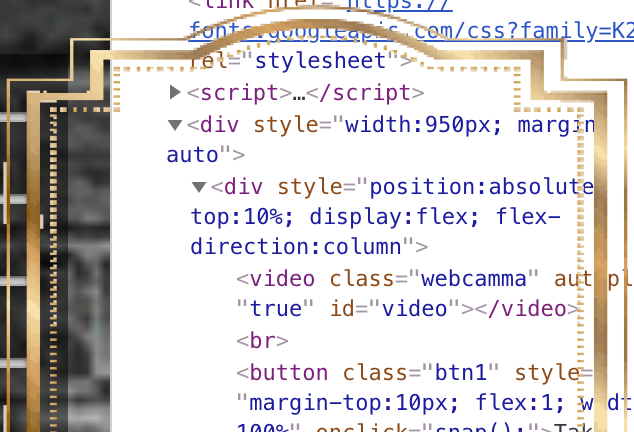 <link href="https://
fonts.googleapis.com/css?family=K2
rel="stylesheet">
▶<script>…</script>
▼<div style="width:950px; margin
auto">
▼<div style="position:absolute
top:10%; display:flex; flex-
direction:column">
<video class="webcamma" autopl
"true" id="video"></video>
<br>
<button class="btn1" style=
"margin-top:10px; flex:1; widt
100%" onclick="snap();">Tak